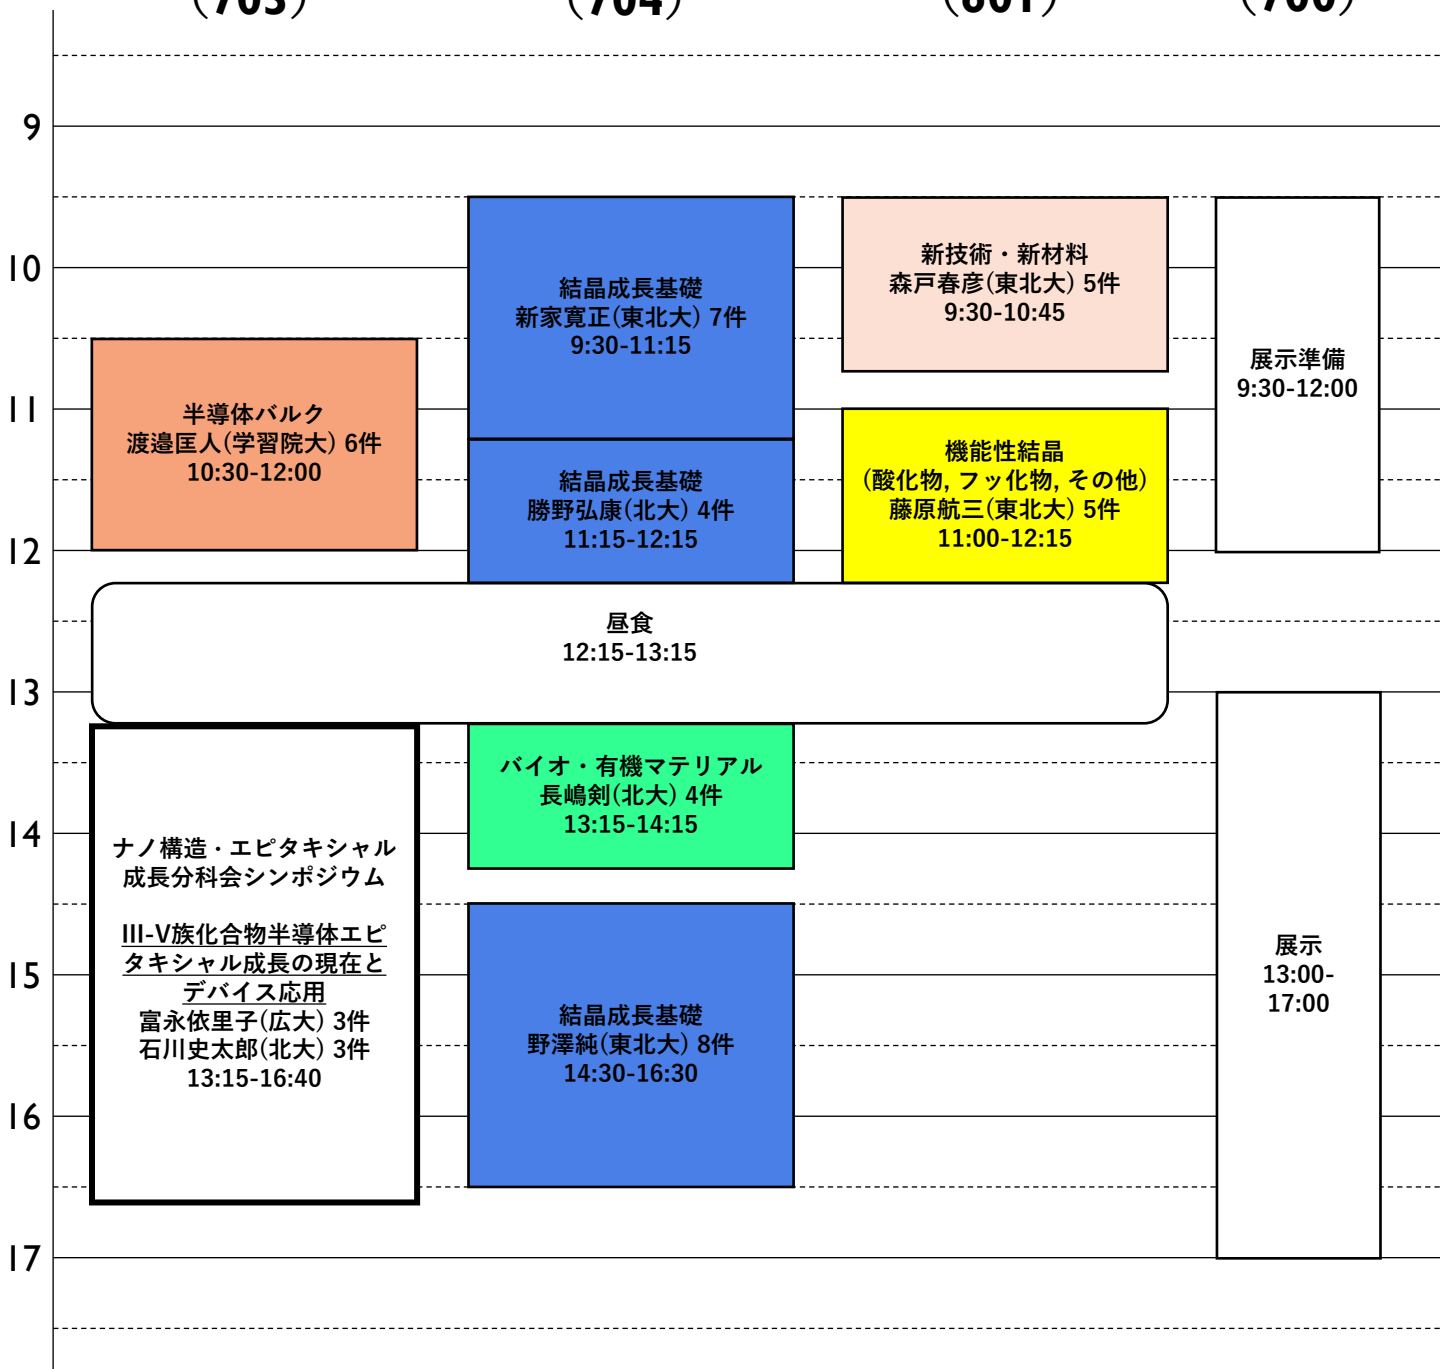 (703)
(704)
(801)
(700)
9
10
11
12
13
14
15
16
17
半導体バルク
渡邉匡人(学習院大) 6件
10:30-12:00
結晶成長基礎
新家寛正(東北大) 7件
9:30-11:15
結晶成長基礎
勝野弘康(北大) 4件
11:15-12:15
新技術・新材料
森戸春彦(東北大) 5件
9:30-10:45
機能性結晶
(酸化物, フッ化物, その他)
藤原航三(東北大) 5件
11:00-12:15
展示準備
9:30-12:00
昼食
12:15-13:15
ナノ構造・エピタキシャル
成長分科会シンポジウム
III-V族化合物半導体エピ
タキシャル成長の現在と
デバイス応用
富永依里子(広大) 3件
石川史太郎(北大) 3件
13:15-16:40
バイオ・有機マテリアル
長嶋剣(北大) 4件
13:15-14:15
結晶成長基礎
野澤純(東北大) 8件
14:30-16:30
展示
13:00-
17:00